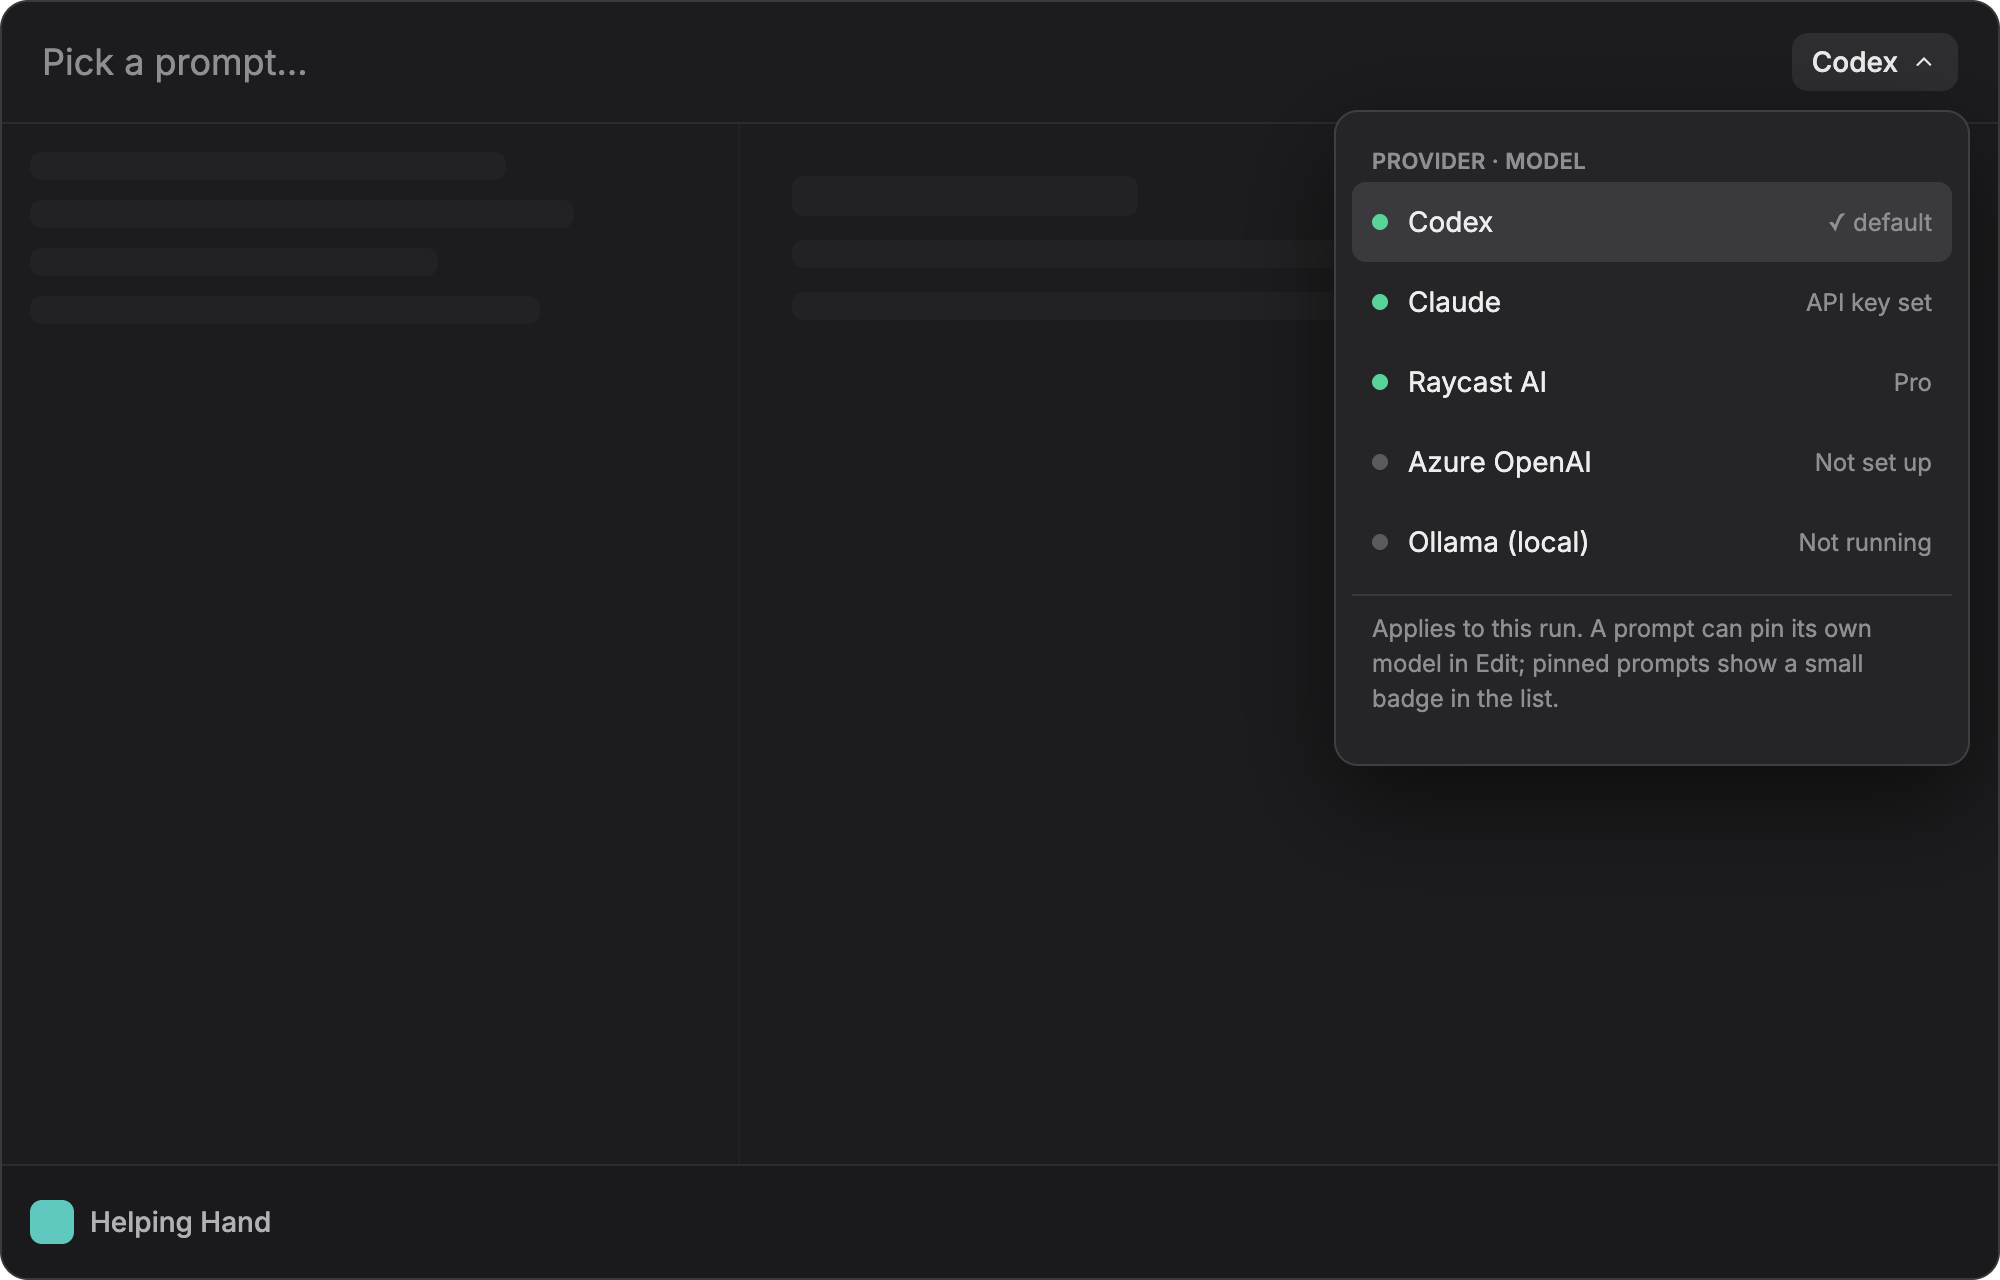 Pick a prompt...
Codex
PROVIDER · MODEL
Codex ✓ default
Claude API key set
Raycast AI Pro
Azure OpenAI Not set up
Ollama (local) Not running
Applies to this run. A prompt can pin its own
model in Edit; pinned prompts show a small
badge in the list.
Helping Hand